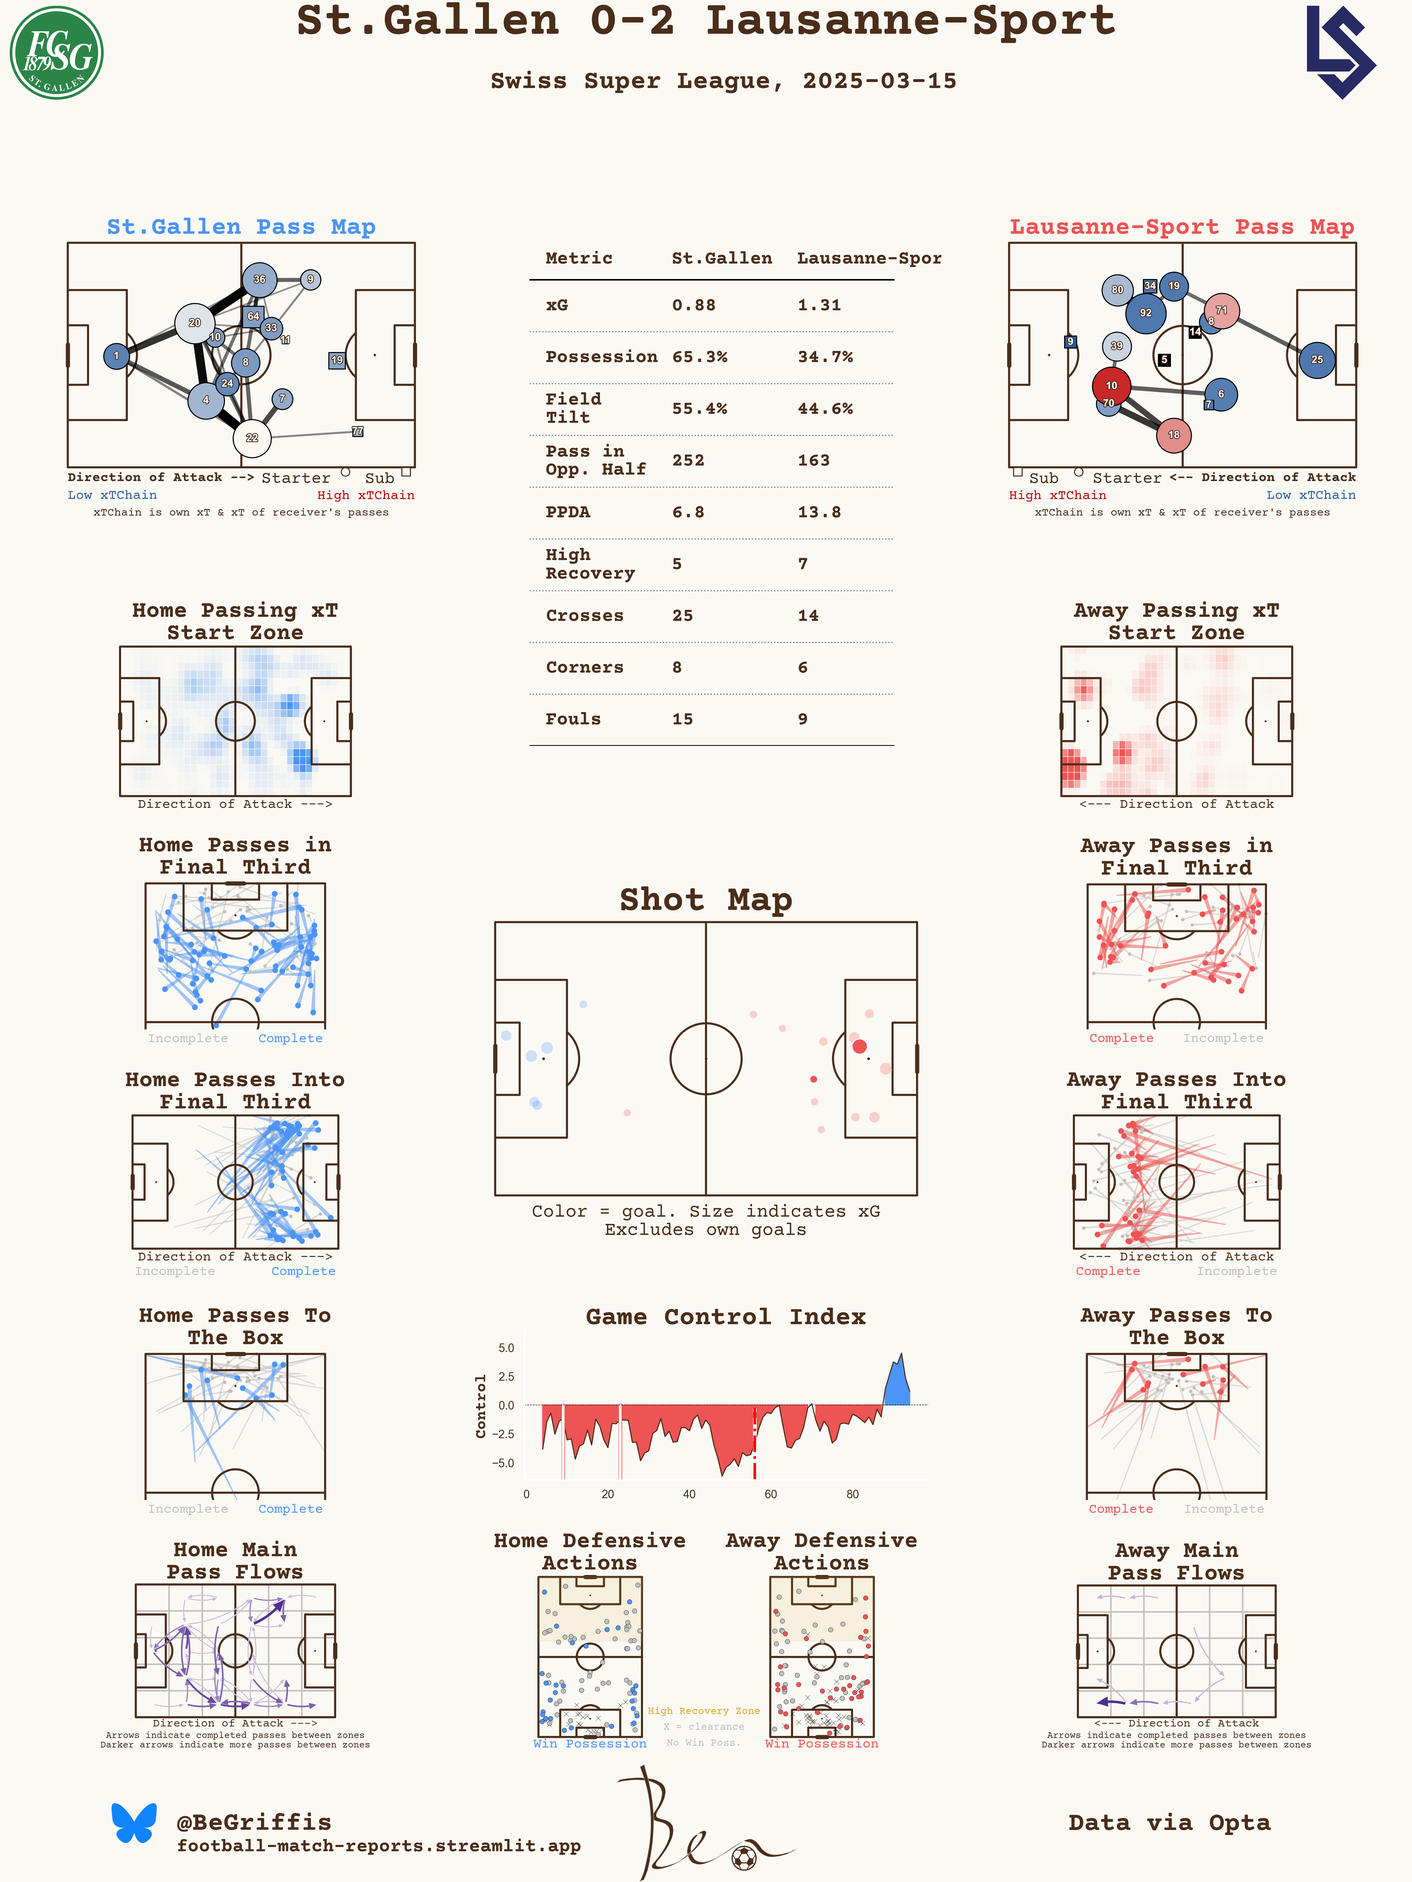 St.Gallen 0-2 Lausanne-Sport
Swiss Super League, 2025-03-15
FC SG
1879
ST. GALLEN
LS
St.Gallen Pass Map
36
9
64
20
10
33
11
1
8
19
24
4
7
22
77
Direction of Attack --> Starter Sub
Low xTChain High xTChain
xTChain is own xT & xT of receiver's passes
Metric St.Gallen Lausanne-Spor
xG 0.88 1.31
Possession 65.3% 34.7%
Field
Tilt 55.4% 44.6%
Pass in
Opp. Half 252 163
PPDA 6.8 13.8
High
Recovery 5 7
Crosses 25 14
Corners 8 6
Fouls 15 9
Lausanne-Sport Pass Map
80
34
19
92
71
8
14
9
39
5
25
10
6
70
7
18
Sub Starter <-- Direction of Attack
High xTChain Low xTChain
xTChain is own xT & xT of receiver's passes
Home Passing xT
Start Zone
Direction of Attack --->
Away Passing xT
Start Zone
<--- Direction of Attack
Home Passes in
Final Third
Incomplete Complete
Away Passes in
Final Third
Complete Incomplete
Shot Map
Color = goal. Size indicates xG
Excludes own goals
Home Passes Into
Final Third
Direction of Attack --->
Incomplete Complete
Away Passes Into
Final Third
<--- Direction of Attack
Complete Incomplete
Home Passes To
The Box
Incomplete Complete
Game Control Index
Control
5.0
2.5
0.0
−2.5
−5.0
0 20 40 60 80
Away Passes To
The Box
Complete Incomplete
Home Main
Pass Flows
Direction of Attack --->
Arrows indicate completed passes between zones
Darker arrows indicate more passes between zones
Home Defensive
Actions
Win Possession
High Recovery Zone
X = clearance
No Win Poss.
Away Defensive
Actions
Win Possession
Away Main
Pass Flows
<--- Direction of Attack
Arrows indicate completed passes between zones
Darker arrows indicate more passes between zones
@BeGriffis
football-match-reports.streamlit.app
Ben
Data via Opta